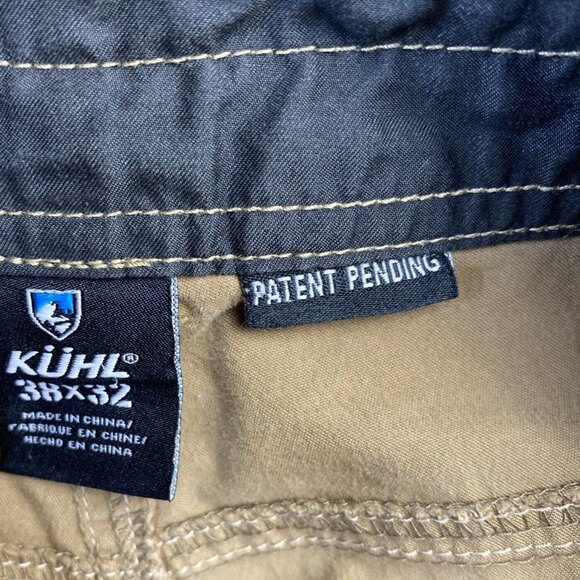 PATENT PENDING
KÜHL®
38X32
MADE IN CHINA/
FABRIQUE EN CHINE/
HECHO EN CHINA